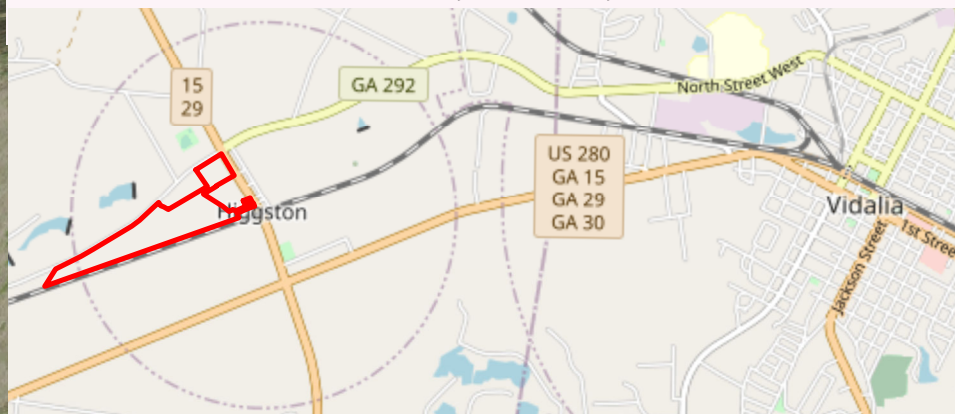 North Street West
15
29
GA 292
US 280
GA 15
GA 29
GA 30
Higgston
Vidalia
1st Stree
Jackson Street